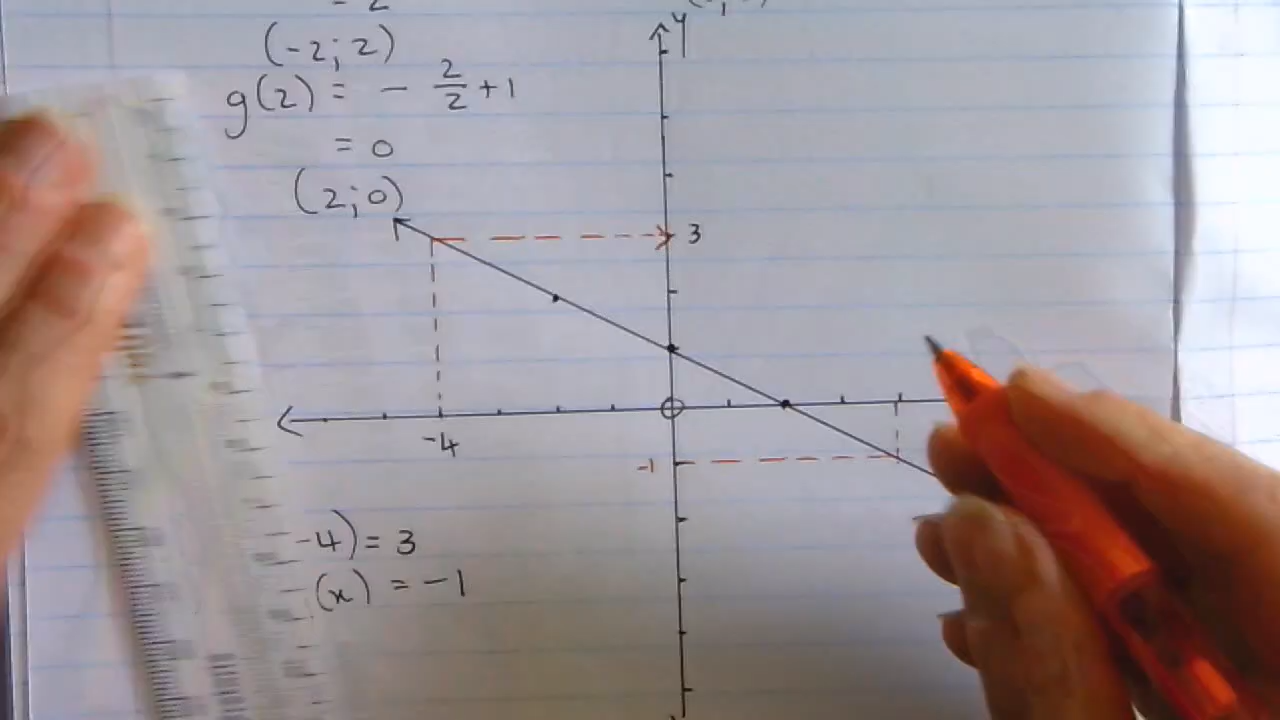 (-2;2)
g(2) = - 2/2 + 1
= 0
(2;0)
y
3
-4
-1
-4) = 3
(x) = -1